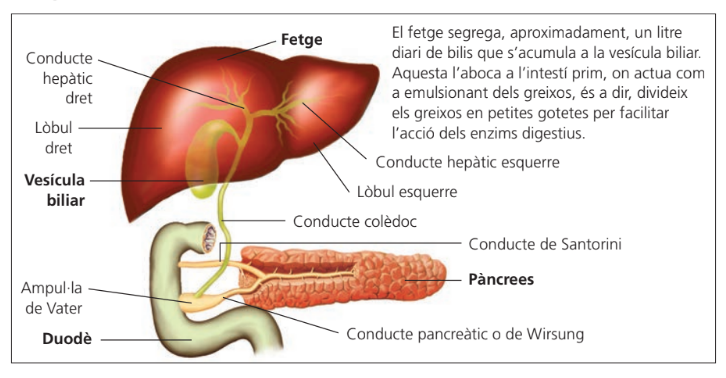 Fetge
El fetge segrega, aproximadament, un litre
diari de bilis que s’acumula a la vesícula biliar.
Aquesta l’aboca a l’intestí prim, on actua com
a emulsionant dels greixos, és a dir, divideix
els greixos en petites gotetes per facilitar
l’acció dels enzims digestius.
Conducte
hepàtic
dret
Lòbul
dret
Vesícula
biliar
Conducte hepàtic esquerre
Lòbul esquerre
Conducte colèdoc
Conducte de Santorini
Pàncrees
Ampul·la
de Vater
Duodè
Conducte pancreàtic o de Wirsung